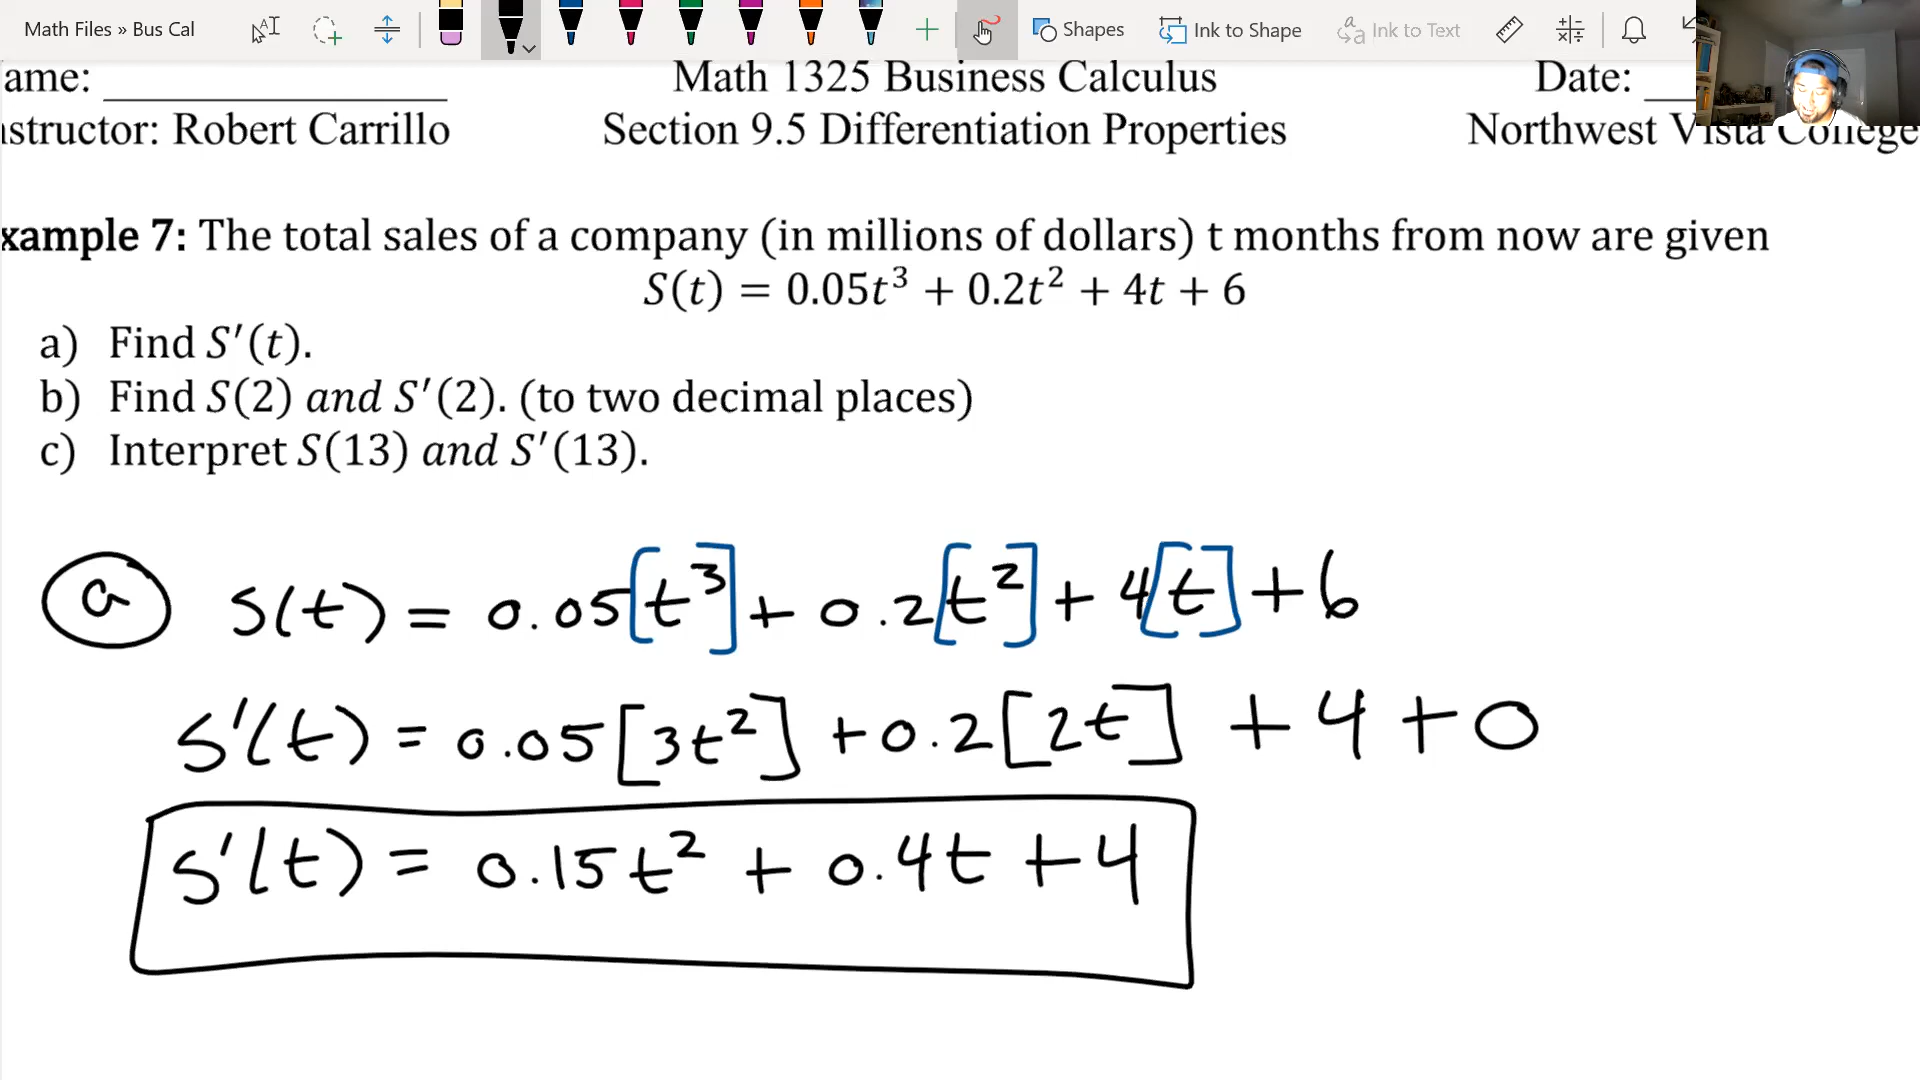 Math Files » Bus Cal Shapes Ink to Shape Ink to Text
ame: Math 1325 Business Calculus Date:
structor: Robert Carrillo Section 9.5 Differentiation Properties Northwest Vista College
xample 7: The total sales of a company (in millions of dollars) t months from now are given
S(t) = 0.05t³ + 0.2t² + 4t + 6
a) Find S′(t).
b) Find S(2) and S′(2). (to two decimal places)
c) Interpret S(13) and S′(13).
a S(t) = 0.05[t³] + 0.2[t²] + 4[t] + 6
S'(t) = 0.05[3t²] + 0.2[2t] + 4 + 0
S'(t) = 0.15t² + 0.4t + 4